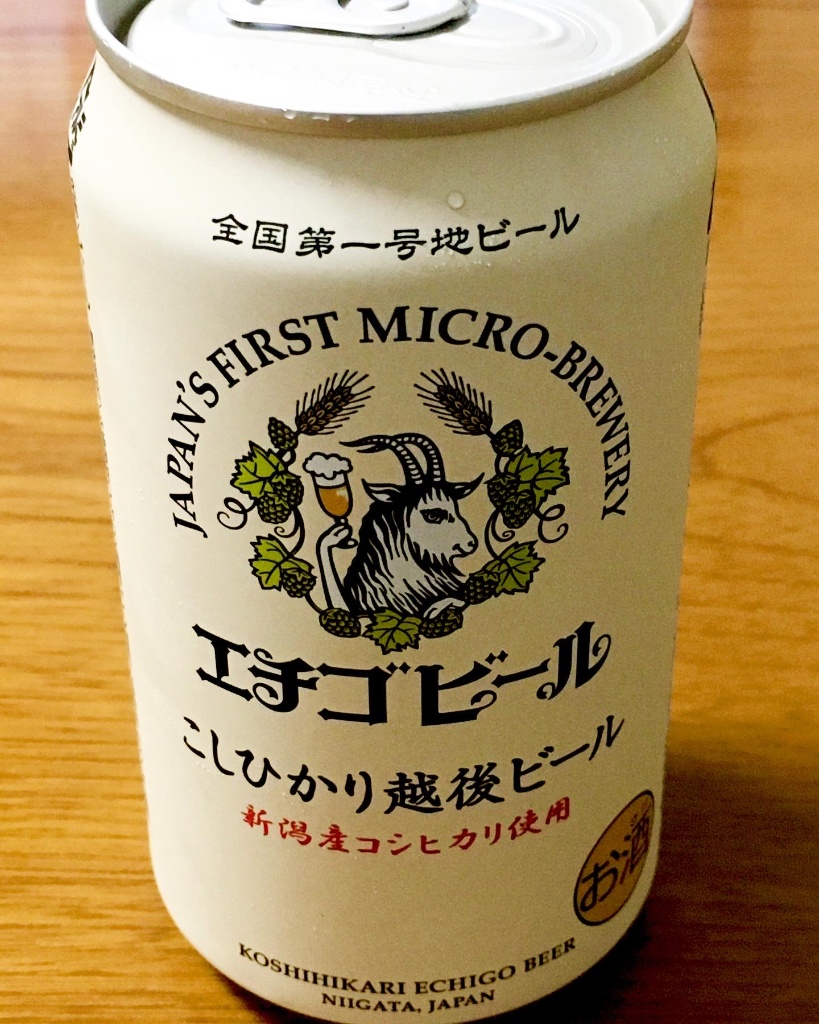 全国第一号地ビール
JAPAN'S FIRST MICRO-BREWERY
エチゴビール
こしひかり越後ビール
新潟産コシヒカリ使用
お酒
KOSHIHIKARI ECHIGO BEER
NIIGATA, JAPAN